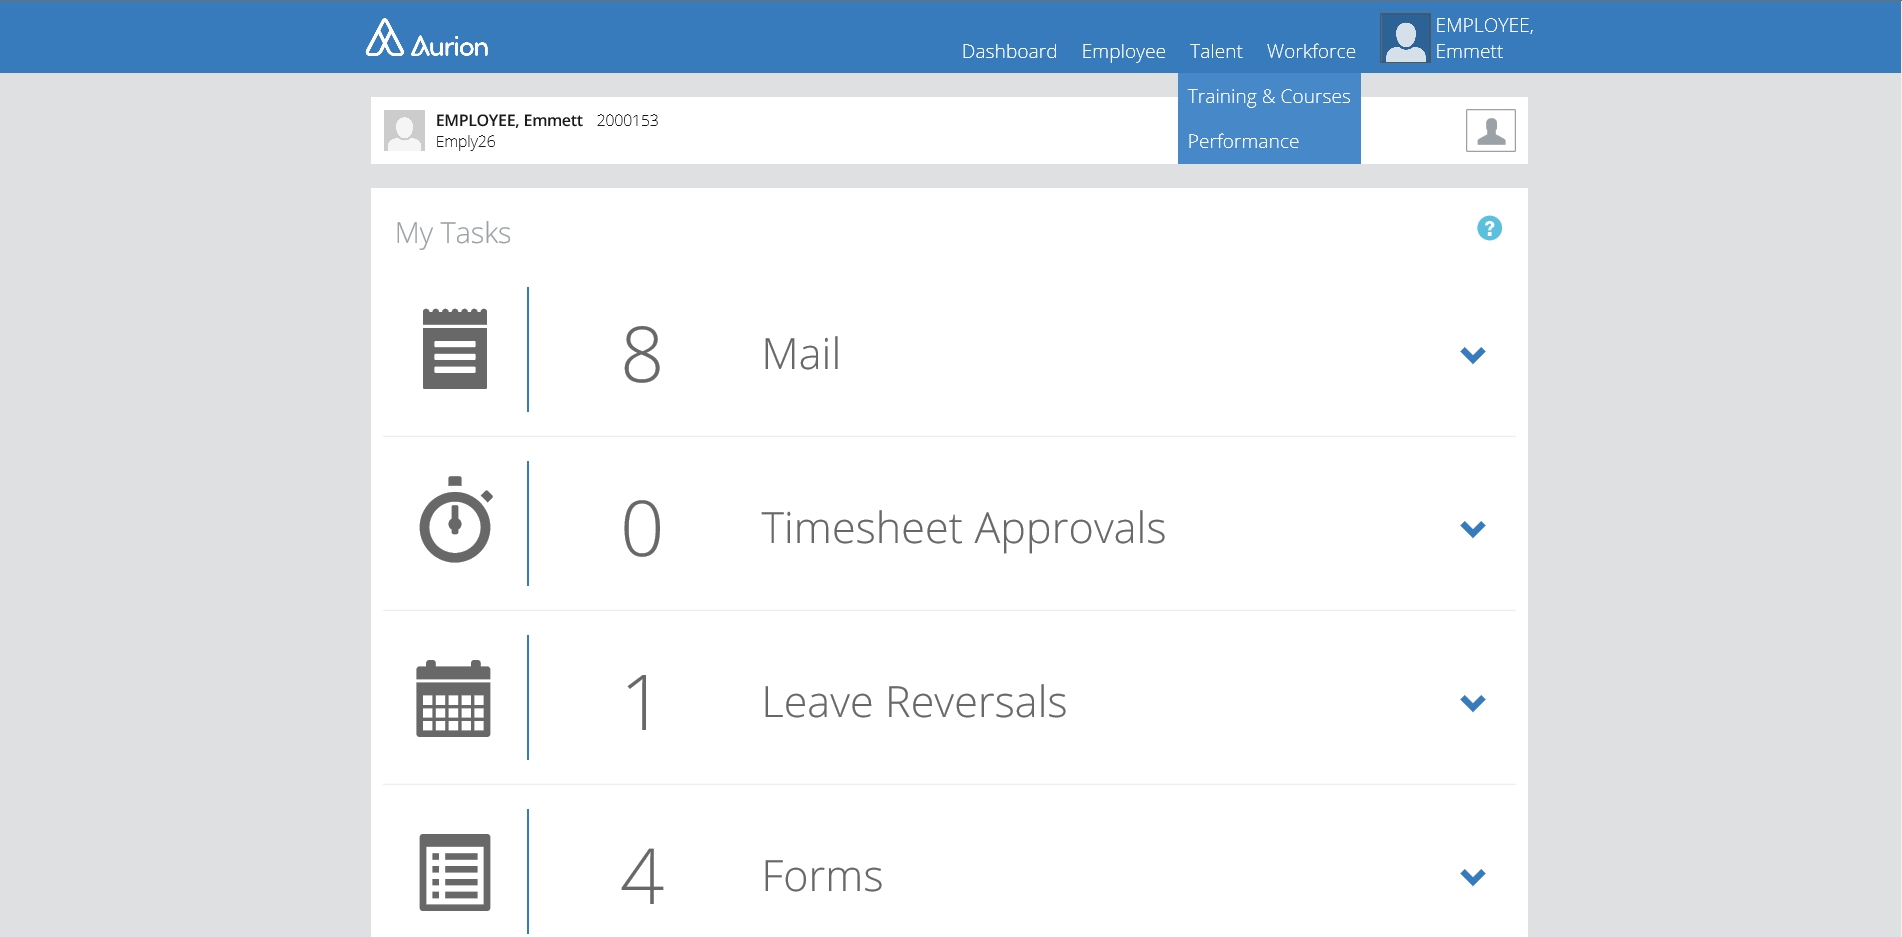 Aurion
Dashboard Employee Talent Workforce
EMPLOYEE,
Emmett
Training & Courses
Performance
EMPLOYEE, Emmett 2000153
Emply26
My Tasks
?
8 Mail
0 Timesheet Approvals
1 Leave Reversals
4 Forms